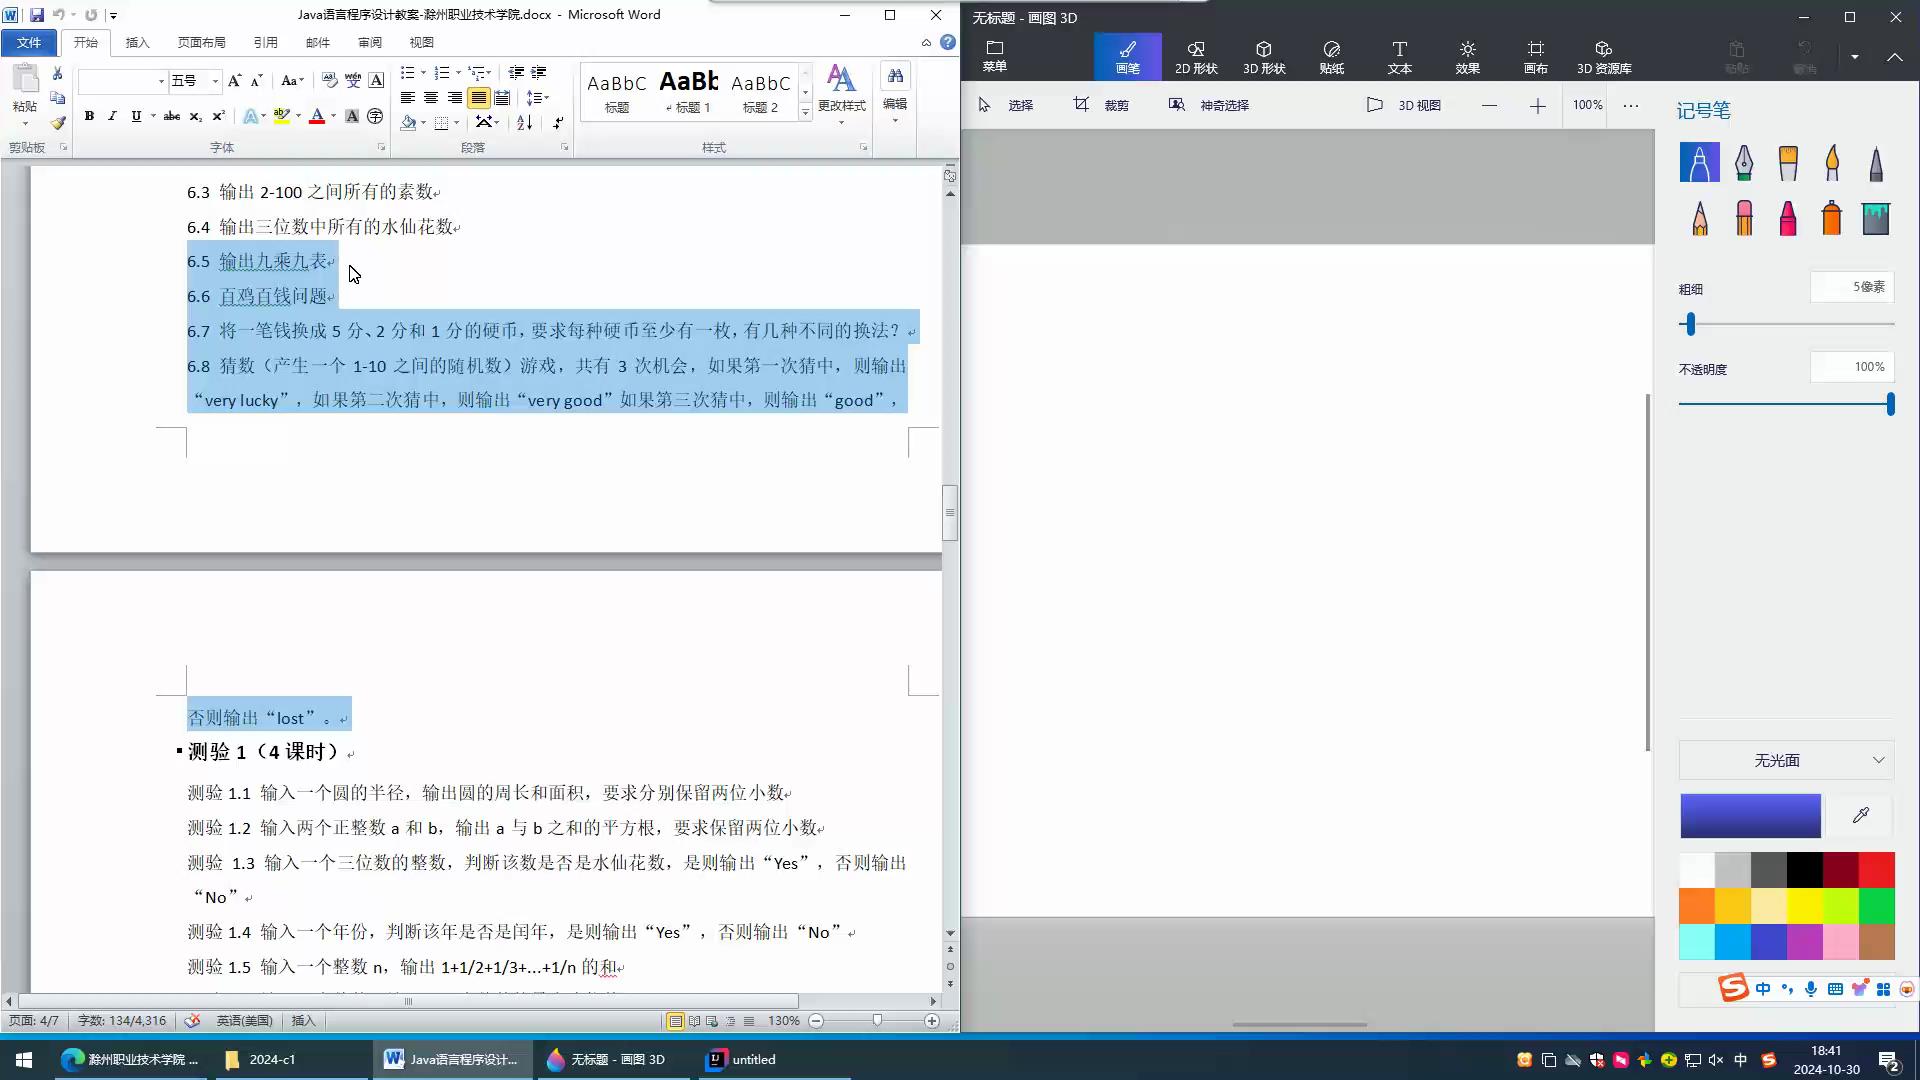 Java语言程序设计教案-滁州职业技术学院.docx - Microsoft Word
文件 开始 插入 页面布局 引用 邮件 审阅 视图
粘贴 五号 Aa A
B I U abc x₂ x² A
AaBbC AaBb AaBbC
标题 标题 1 标题 2 更改样式 编辑
剪贴板 字体 段落 样式
6.3 输出 2-100 之间所有的素数
6.4 输出三位数中所有的水仙花数
6.5 输出九乘九表
6.6 百鸡百钱问题
6.7 将一笔钱换成 5 分、2 分和 1 分的硬币，要求每种硬币至少有一枚，有几种不同的换法？
6.8 猜数（产生一个 1-10 之间的随机数）游戏，共有 3 次机会，如果第一次猜中，则输出
“very lucky”，如果第二次猜中，则输出“very good”如果第三次猜中，则输出“good”，
否则输出“lost”。
测验 1（4 课时）
测验 1.1 输入一个圆的半径，输出圆的周长和面积，要求分别保留两位小数
测验 1.2 输入两个正整数 a 和 b，输出 a 与 b 之和的平方根，要求保留两位小数
测验 1.3 输入一个三位数的整数，判断该数是否是水仙花数，是则输出“Yes”，否则输出
“No”
测验 1.4 输入一个年份，判断该年是否是闰年，是则输出“Yes”，否则输出“No”
测验 1.5 输入一个整数 n，输出 1+1/2+1/3+...+1/n 的和
页面: 4/7 字数: 134/4,316 英语(美国) 插入 130%
无标题 - 画图 3D
菜单 画笔 2D 形状 3D 形状 贴纸 文本 效果 画布 3D 资源库 粘贴 撤消
选择 裁剪 神奇选择 3D 视图 100%
记号笔
粗细 5像素
不透明度 100%
无光面
中
滁州职业技术学院 ... 2024-c1 Java语言程序设计... 无标题 - 画图 3D untitled
中 18:41
2024-10-30 2